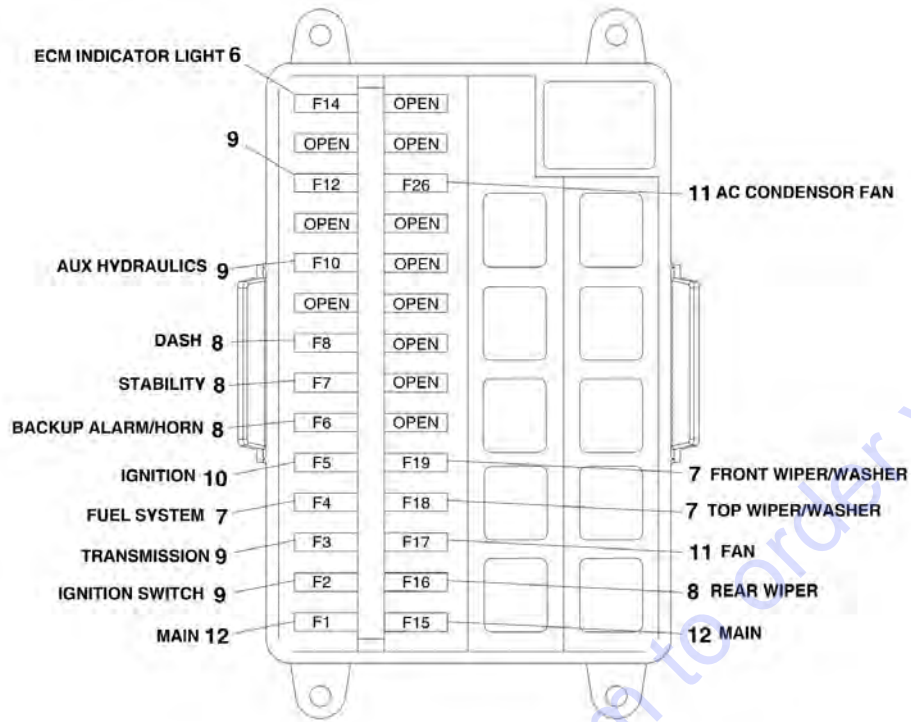 ECM INDICATOR LIGHT 6
F14 OPEN
OPEN OPEN
9
F12 F26
11 AC CONDENSOR FAN
OPEN OPEN
AUX HYDRAULICS 9
F10 OPEN
OPEN OPEN
DASH 8
F8 OPEN
STABILITY 8
F7 OPEN
BACKUP ALARM/HORN 8
F6 OPEN
IGNITION 10
F5 F19
7 FRONT WIPER/WASHER
FUEL SYSTEM 7
F4 F18
7 TOP WIPER/WASHER
TRANSMISSION 9
F3 F17
11 FAN
IGNITION SWITCH 9
F2 F16
8 REAR WIPER
MAIN 12
F1 F15
12 MAIN
m to order